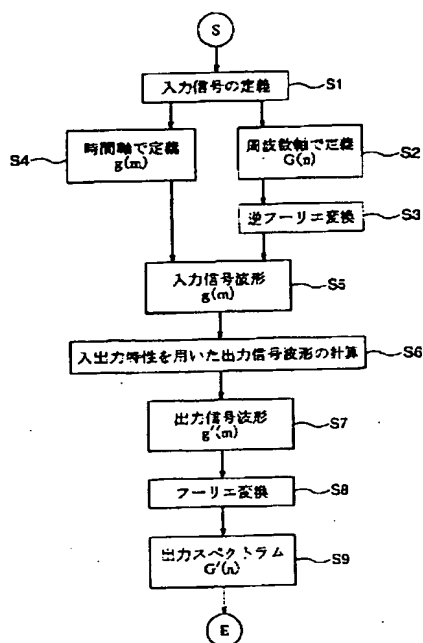 S
入力信号の定義
S1
S4
時間軸で定義
g(m)
周波数軸で定義
G(n)
S2
逆フーリエ変換
S3
入力信号波形
g(m)
S5
入出力特性を用いた出力信号波形の計算
S6
出力信号波形
g'(m)
S7
フーリエ変換
S8
出力スペクトラム
G'(n)
S9
E